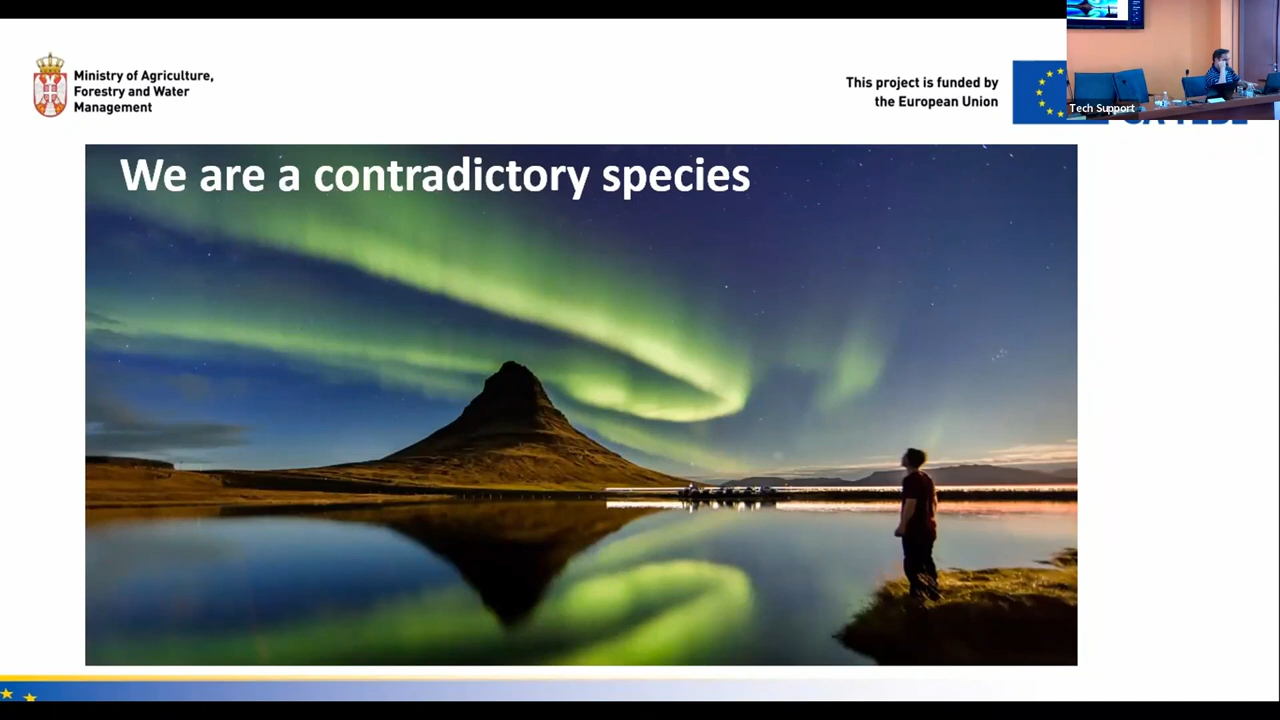 Ministry of Agriculture,
Forestry and Water
Management
This project is funded by
the European Union
Tech Support
We are a contradictory species